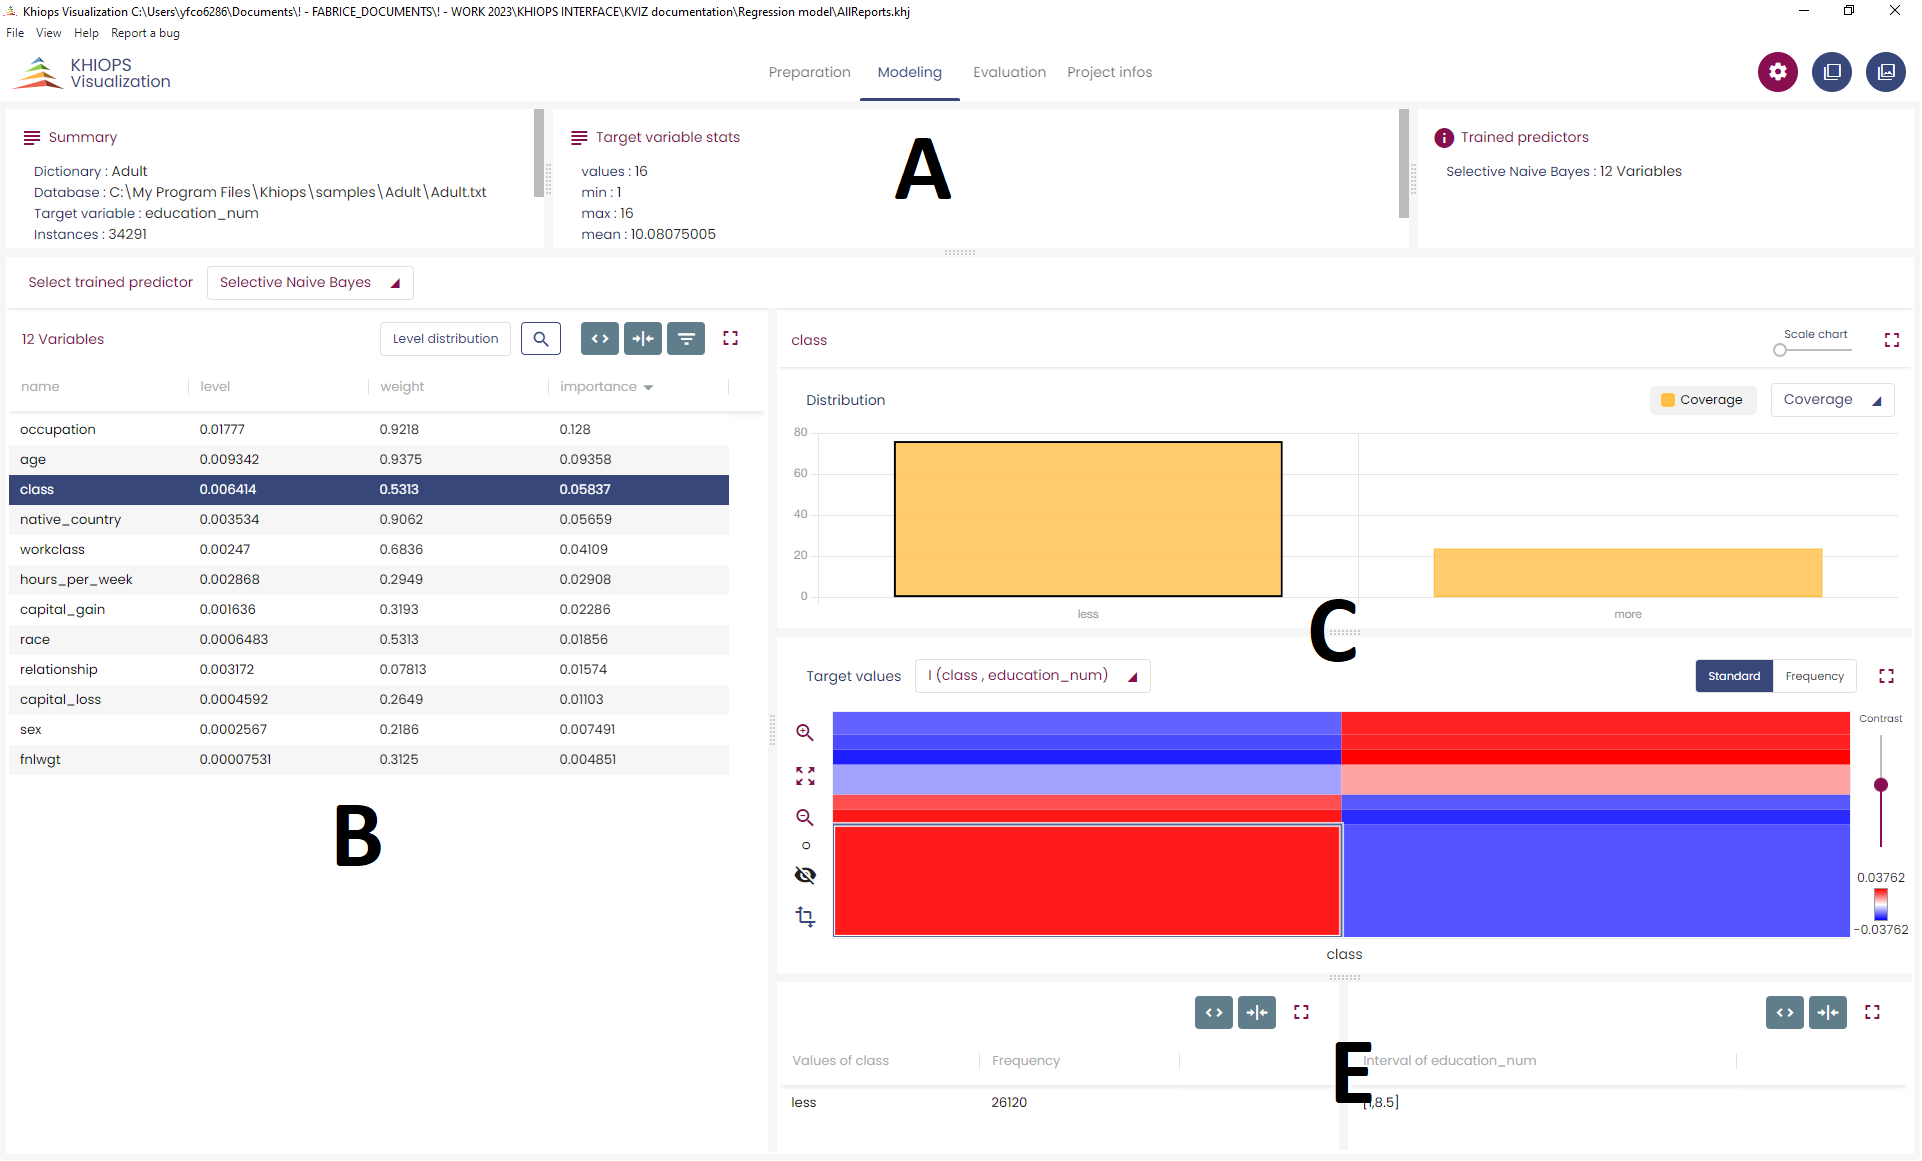 Khiops Visualization C:\Users\yfco6286\Documents\! - FABRICE_DOCUMENTS\! - WORK 2023\KHIOPS INTERFACE\KVIZ documentation\Regression model\AllReports.khj
File View Help Report a bug
KHIOPS
Visualization
Preparation Modeling Evaluation Project infos
Summary
Dictionary : Adult
Database : C:\My Program Files\Khiops\samples\Adult\Adult.txt
Target variable : education_num
Instances : 34291
Target variable stats
values : 16
min : 1
max : 16
mean : 10.08075005
A
Trained predictors
Selective Naive Bayes : 12 Variables
Select trained predictor Selective Naive Bayes
12 Variables Level distribution
name level weight importance
occupation 0.01777 0.9218 0.128
age 0.009342 0.9375 0.09358
class 0.006414 0.5313 0.05837
native_country 0.003534 0.9062 0.05659
workclass 0.00247 0.6836 0.04109
hours_per_week 0.002868 0.2949 0.02908
capital_gain 0.001636 0.3193 0.02286
race 0.0006483 0.5313 0.01856
relationship 0.003172 0.07813 0.01574
capital_loss 0.0004592 0.2649 0.01103
sex 0.0002567 0.2186 0.007491
fnlwgt 0.00007531 0.3125 0.004851
B
class Scale chart
Distribution Coverage Coverage
80
60
40
20
0
less more
C
Target values I (class , education_num) Standard Frequency
Contrast
0.03762
-0.03762
class
Values of class Frequency
less 26120
E
Interval of education_num
[1,8.5]